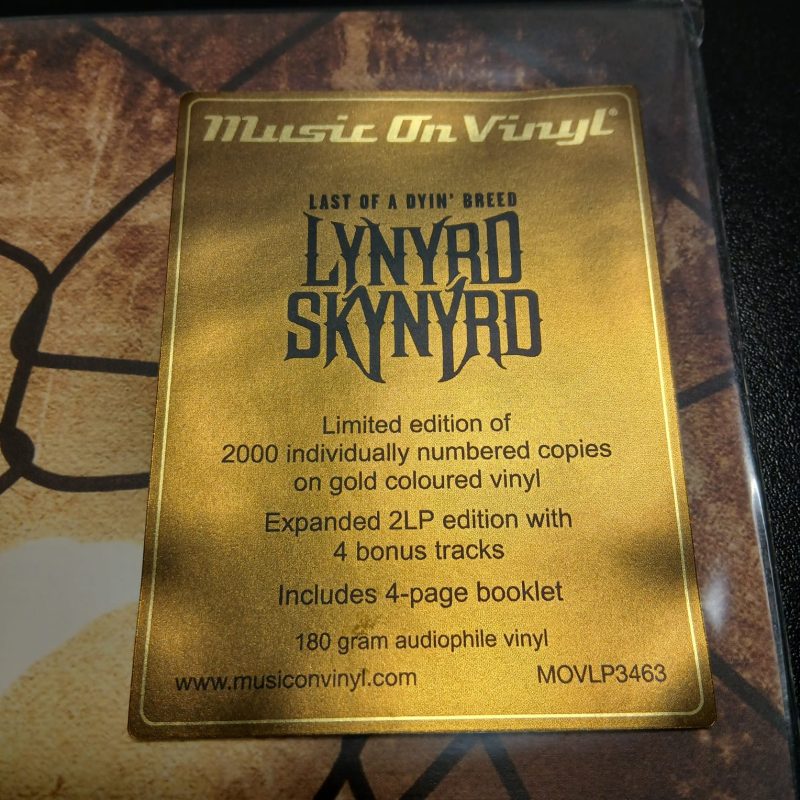 Music On Vinyl®
LAST OF A DYIN' BREED
LYNYRD
SKYNYRD
Limited edition of
2000 individually numbered copies
on gold coloured vinyl
Expanded 2LP edition with
4 bonus tracks
Includes 4-page booklet
180 gram audiophile vinyl
www.musiconvinyl.com MOVLP3463